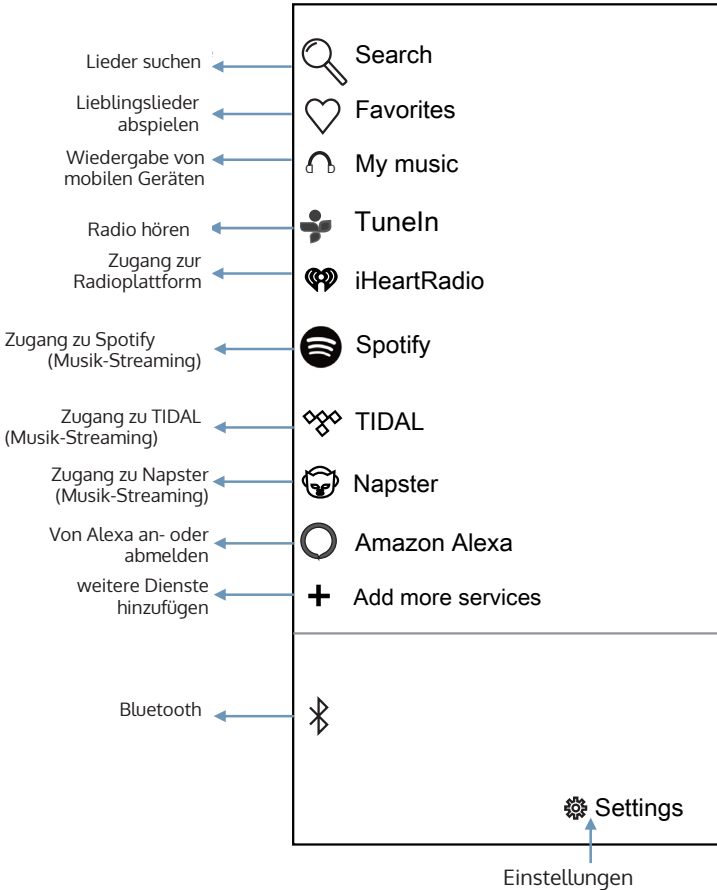 Lieder suchen
Search
Lieblingslieder
abspielen
Favorites
Wiedergabe von
mobilen Geräten
My music
Radio hören
TuneIn
Zugang zur
Radioplattform
iHeartRadio
Zugang zu Spotify
(Musik-Streaming)
Spotify
Zugang zu TIDAL
(Musik-Streaming)
TIDAL
Zugang zu Napster
(Musik-Streaming)
Napster
Von Alexa an- oder
abmelden
Amazon Alexa
weitere Dienste
hinzufügen
Add more services
Bluetooth
Settings
Einstellungen